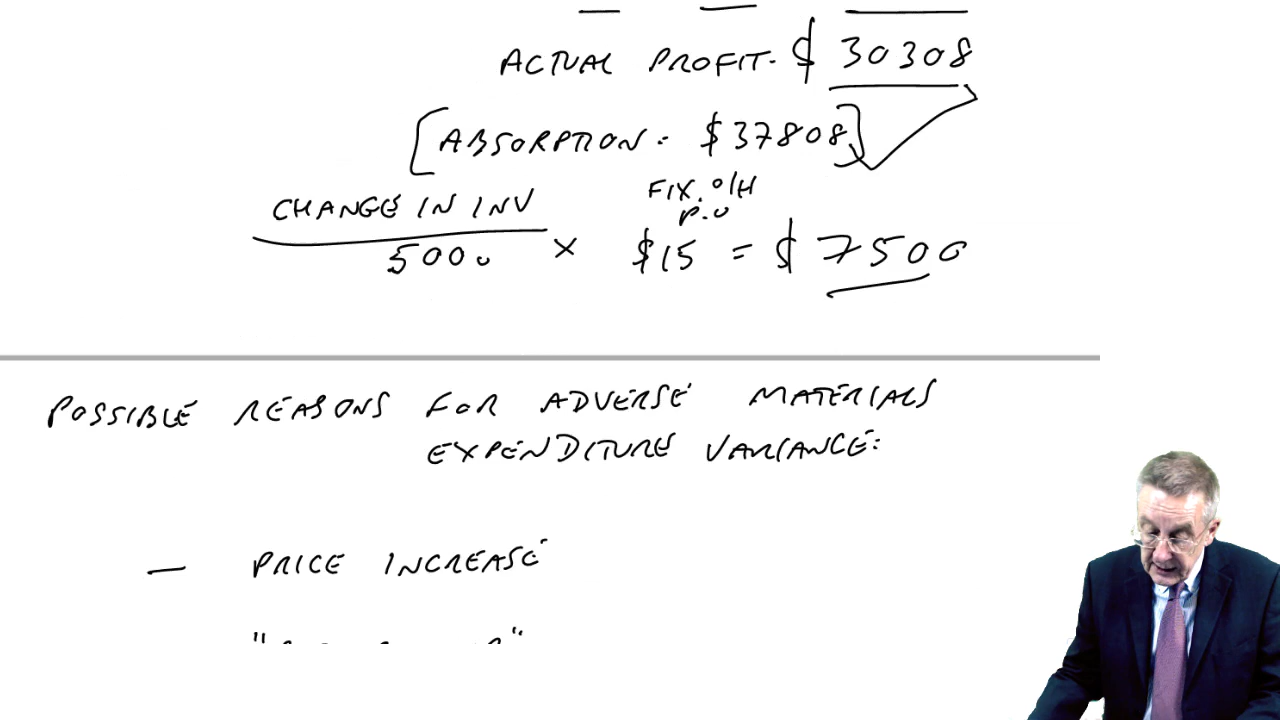 ACTUAL PROFIT. $ 30308
[ABSORPTION: $37808]
CHANGE IN INV FIX. O/H
P.U
5000 × $15 = $ 7500
POSSIBLE REASONS FOR ADVERSE MATERIALS
EXPENDITURE VARIANCE:
— PRICE INCREASE